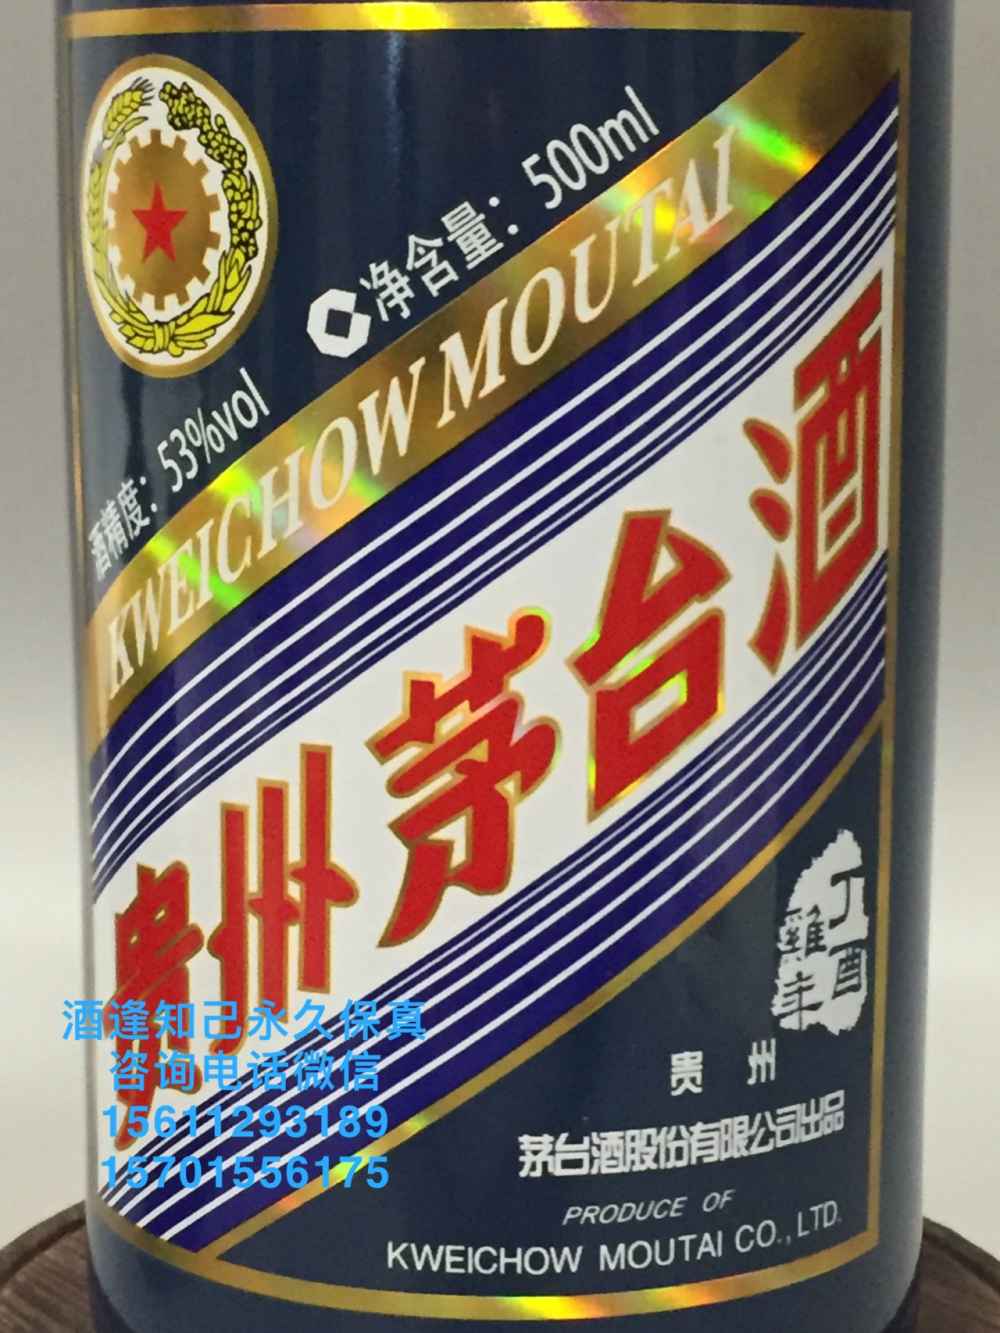 净含量：500ml
酒精度：53%vol
KWEICHOW MOUTAI
贵州茅台酒
丁酉
雞年
酒逢知己永久保真
咨询电话微信
15611293189
15701556175
贵州
茅台酒股份有限公司出品
PRODUCE OF
KWEICHOW MOUTAI CO., LTD.